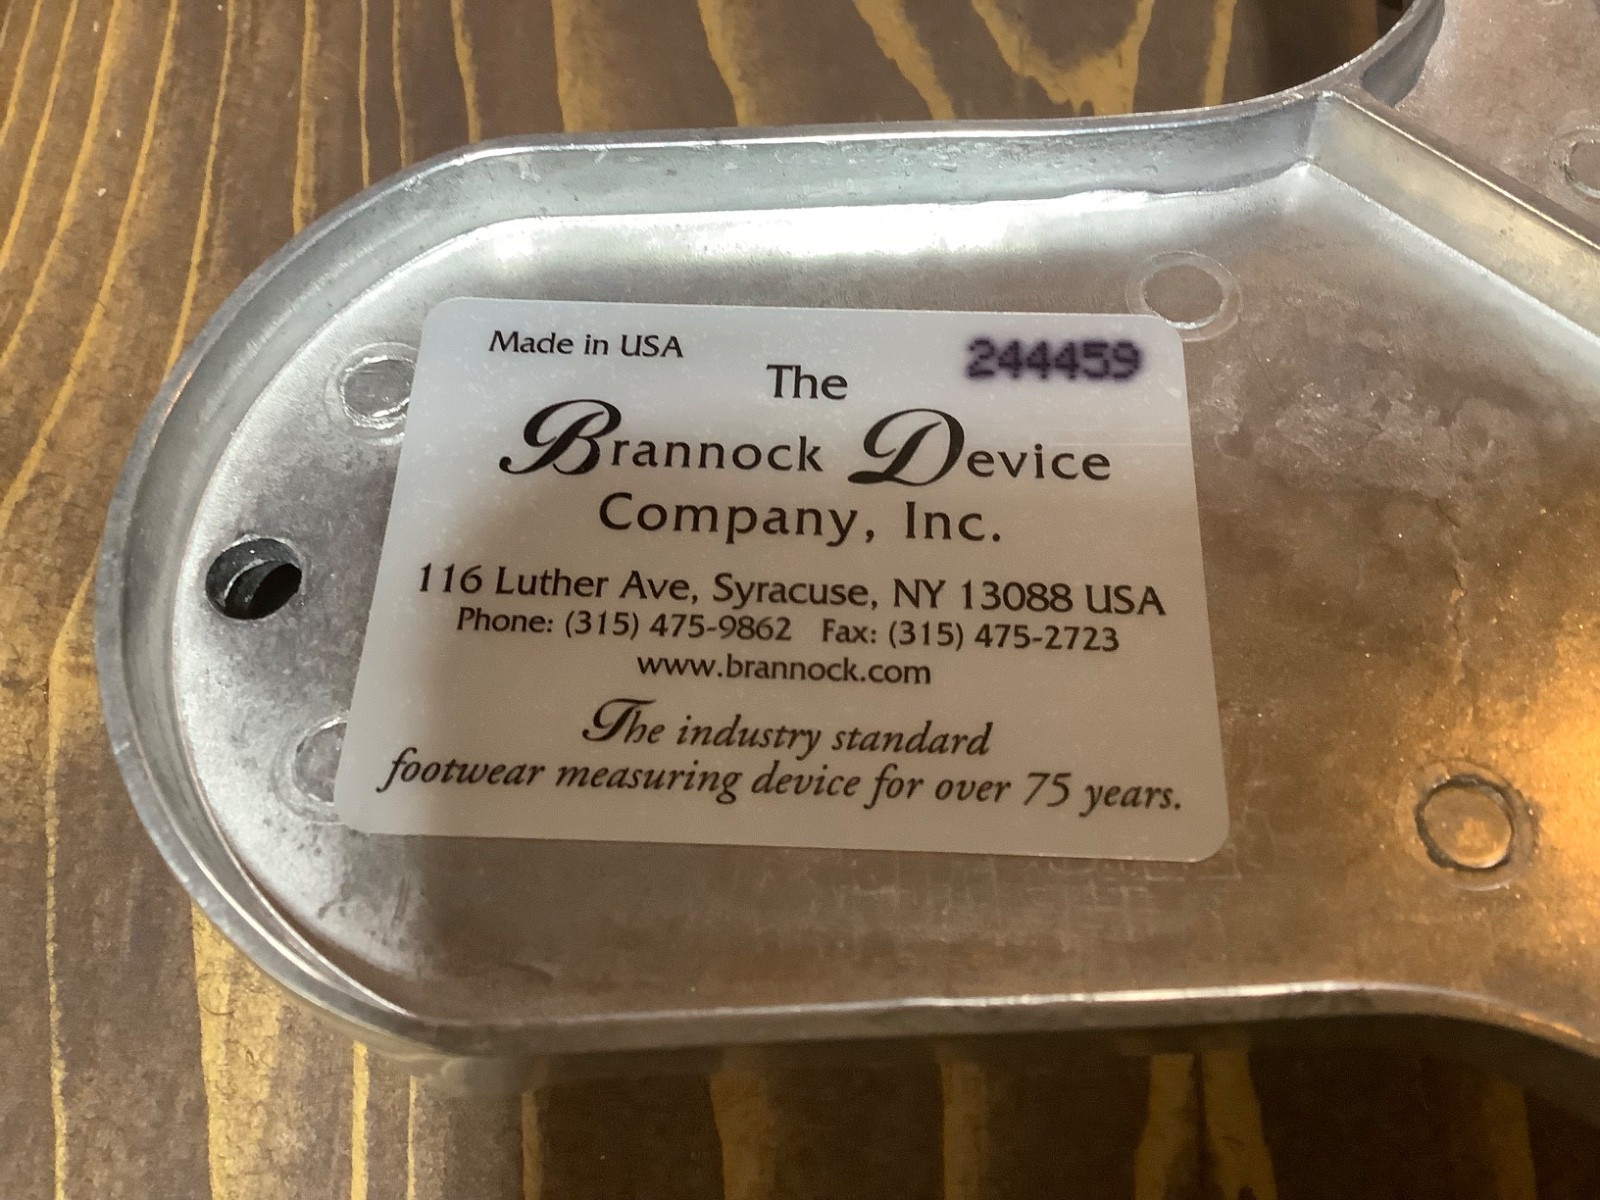 Made in USA
244459
The
Brannock Device
Company, Inc.
116 Luther Ave, Syracuse, NY 13088 USA
Phone: (315) 475-9862 Fax: (315) 475-2723
www.brannock.com
The industry standard
footwear measuring device for over 75 years.